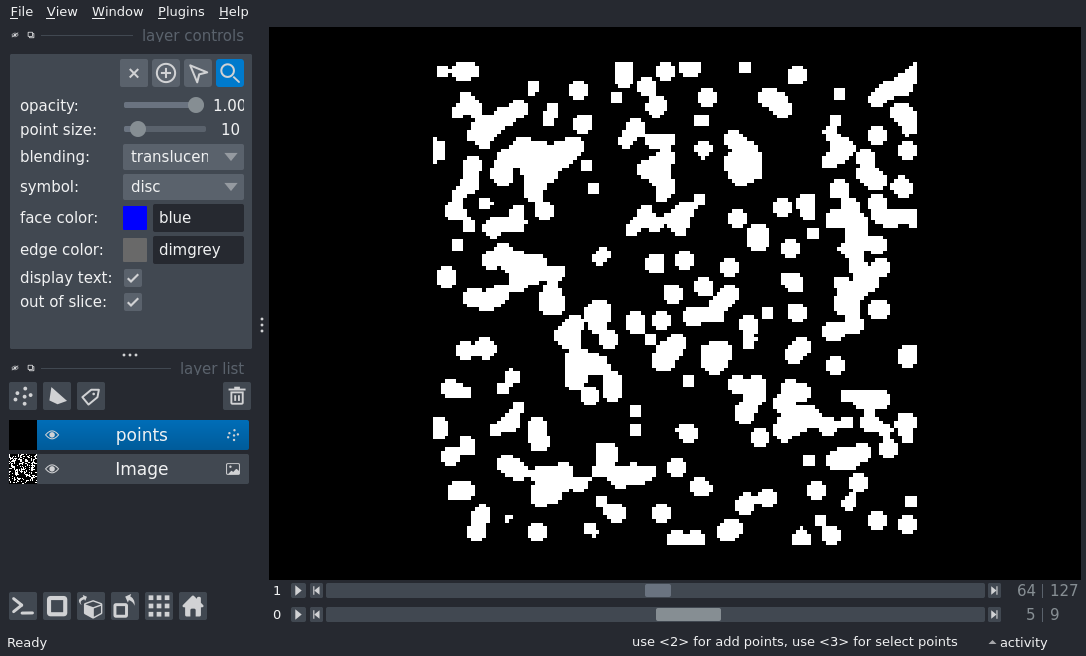 File View Window Plugins Help
layer controls
opacity: 1.00
point size: 10
blending: translucen
symbol: disc
face color: blue
edge color: dimgrey
display text:
out of slice:
layer list
points
Image
1 64 | 127
0 5 | 9
Ready use <2> for add points, use <3> for select points activity